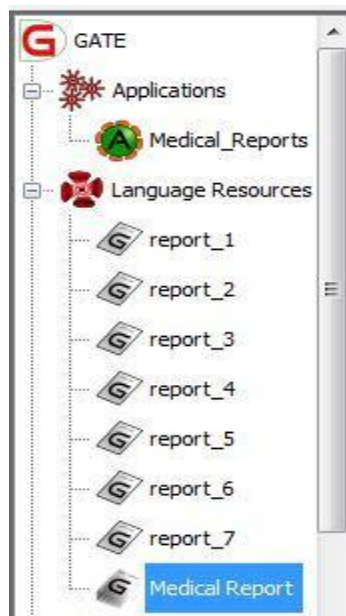 GATE
Applications
Medical_Reports
Language Resources
report_1
report_2
report_3
report_4
report_5
report_6
report_7
Medical Report